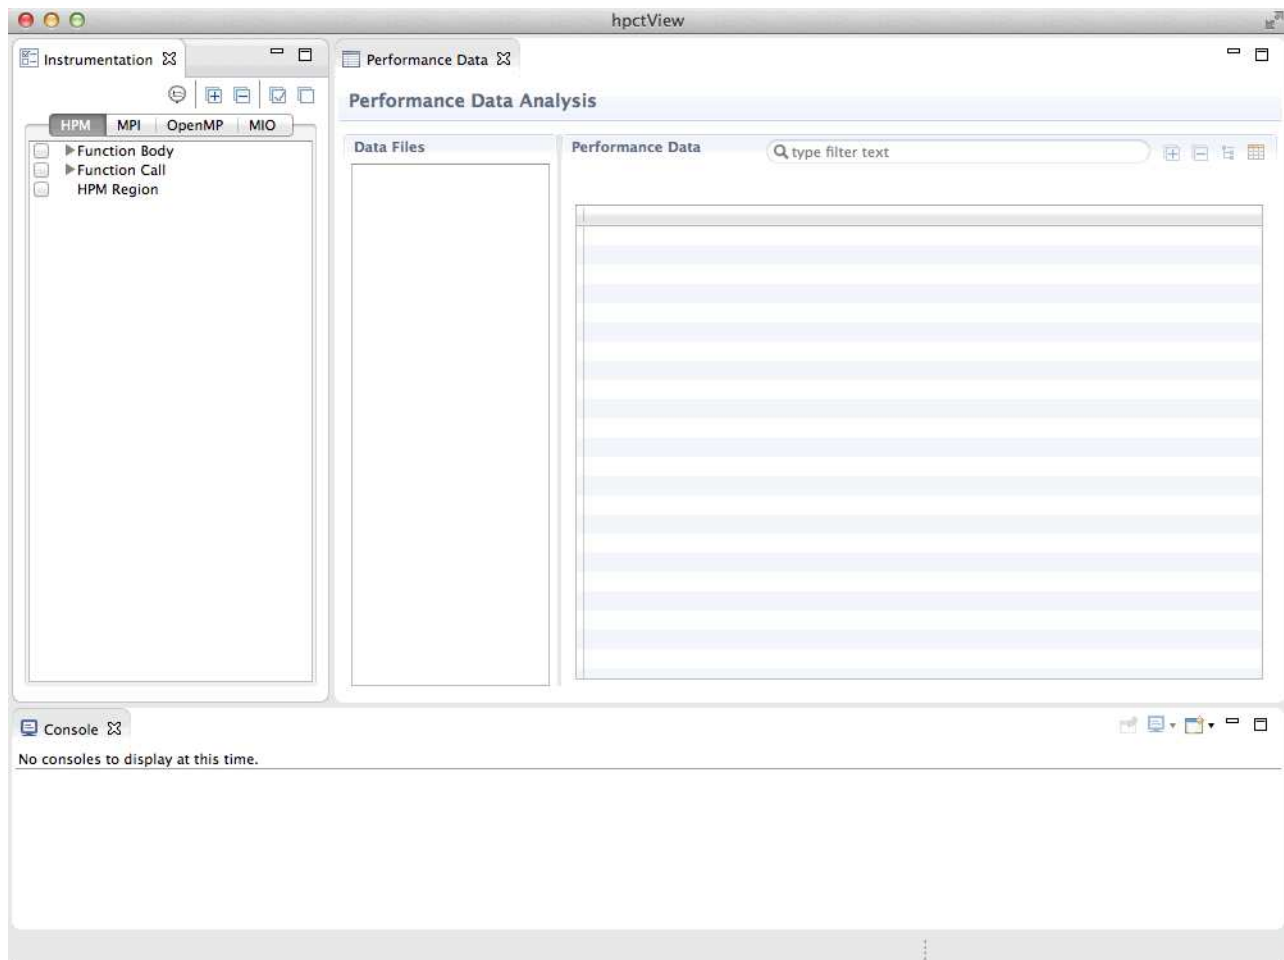 hpctView
Instrumentation
HPM MPI OpenMP MIO
Function Body
Function Call
HPM Region
Performance Data
Performance Data Analysis
Data Files
Performance Data
type filter text
Console
No consoles to display at this time.